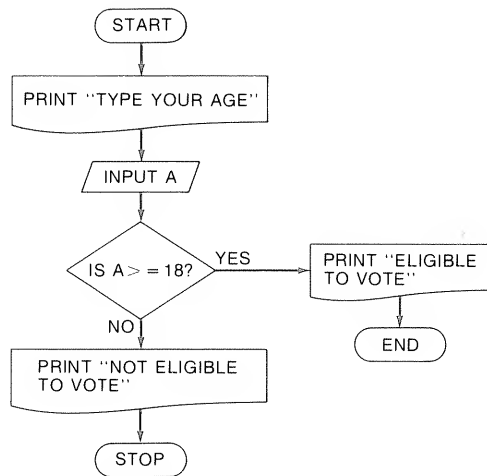 START
PRINT "TYPE YOUR AGE"
INPUT A
IS A > = 18?
YES
PRINT "ELIGIBLE
TO VOTE"
END
NO
PRINT "NOT ELIGIBLE
TO VOTE"
STOP